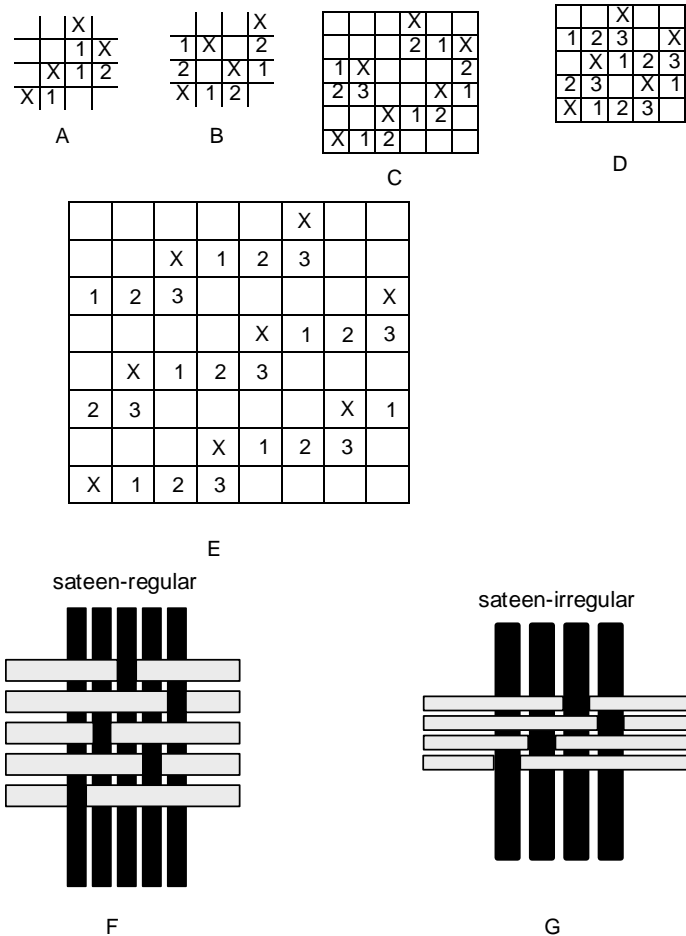 X
1 X
X 1 2
X 1
A
X
1 X 2
2 X 1
X 1 2
B
X
2 1 X
1 X 2
2 3 X 1
X 1 2
X 1 2
C
X
1 2 3 X
X 1 2 3
2 3 X 1
X 1 2 3
D
X
X 1 2 3
1 2 3 X
X 1 2 3
X 1 2 3
2 3 X 1
X 1 2 3
X 1 2 3
E
sateen-regular
F
sateen-irregular
G